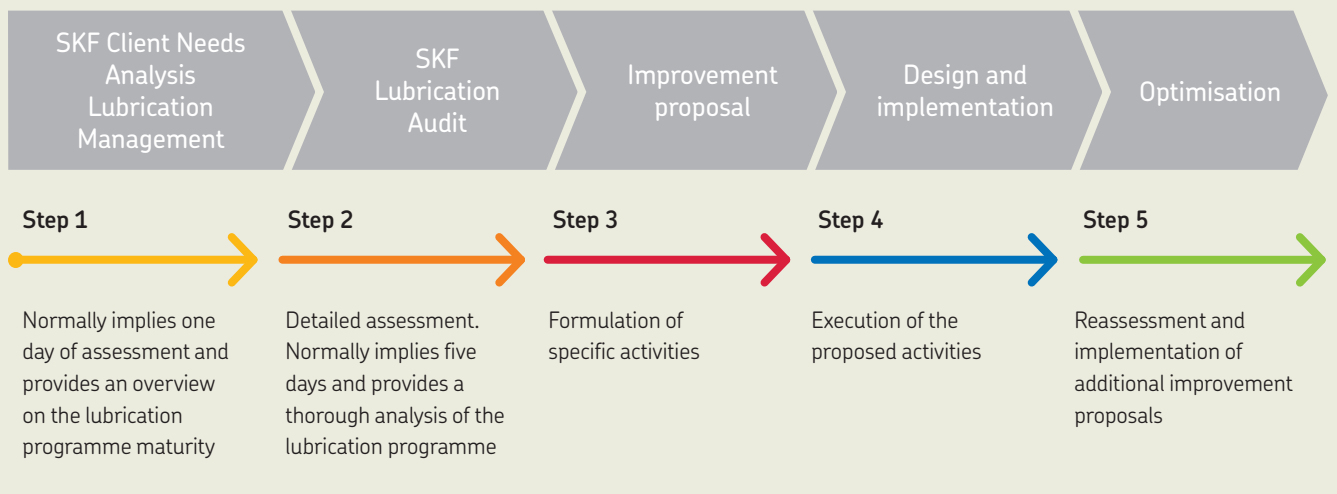 SKF Client Needs
Analysis
Lubrication
Management
SKF
Lubrication
Audit
Improvement
proposal
Design and
implementation
Optimisation
Step 1
Normally implies one
day of assessment and
provides an overview
on the lubrication
programme maturity
Step 2
Detailed assessment.
Normally implies five
days and provides a
thorough analysis of the
lubrication programme
Step 3
Formulation of
specific activities
Step 4
Execution of the
proposed activities
Step 5
Reassessment and
implementation of
additional improvement
proposals